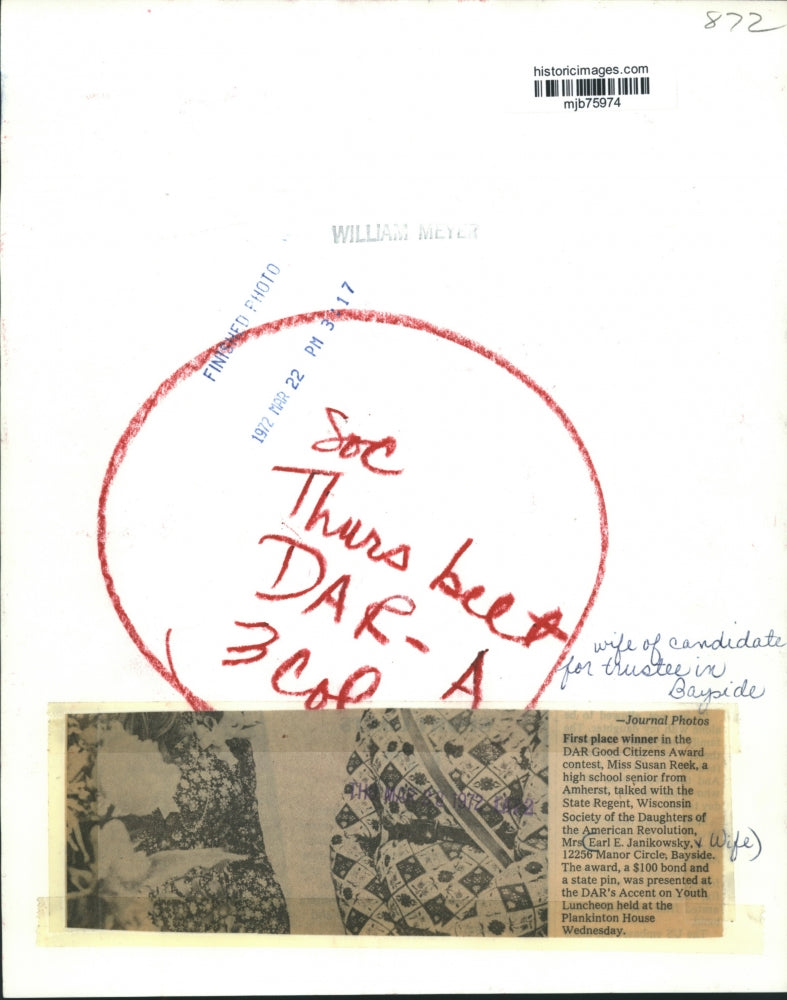 872
historicimages.com
mjb75974
WILLIAM MEYER
FINISHED PHOTO
1972 MAR 22 PM 3 17
Soc
Thurs
DAR - A
3 Col
wife of candidate
for trustee in
Bayside
—Journal Photos
First place winner in the
DAR Good Citizens Award
contest, Miss Susan Reek, a
high school senior from
Amherst, talked with the
State Regent, Wisconsin
Society of the Daughters of
the American Revolution,
Mrs. (Earl E. Janikowsky, & Wife)
12256 Manor Circle, Bayside.
The award, a $100 bond and
a state pin, was presented at
the DAR's Accent on Youth
Luncheon held at the
Plankinton House
Wednesday.